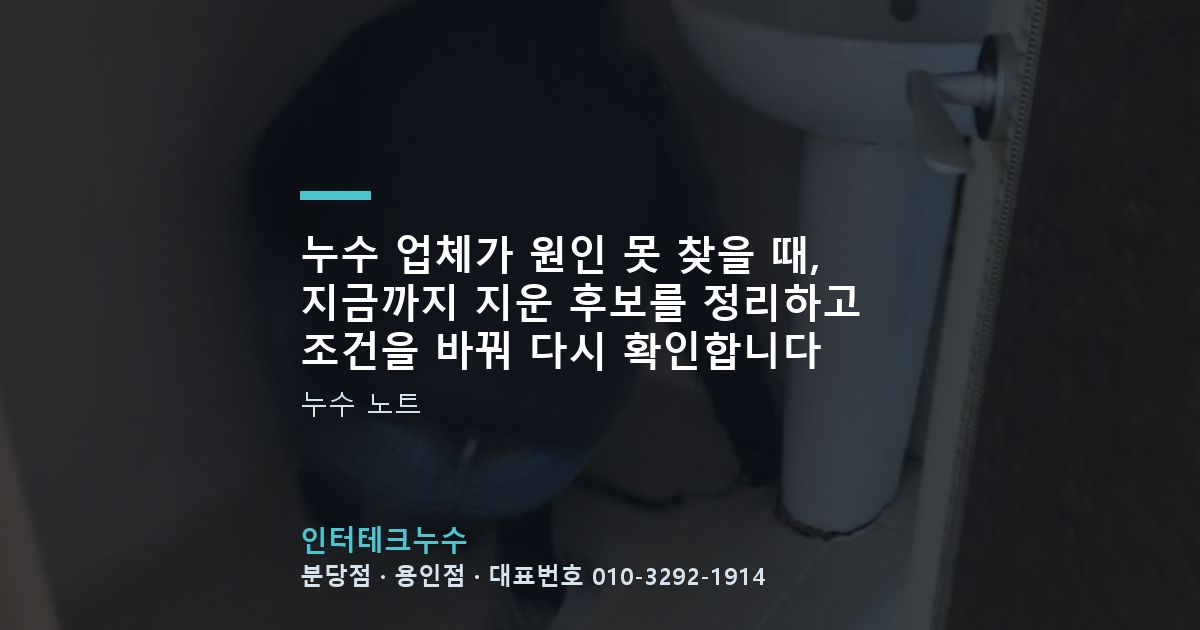 누수 업체가 원인 못 찾을 때,
지금까지 지운 후보를 정리하고
조건을 바꿔 다시 확인합니다
누수 노트
인터테크누수
분당점 · 용인점 · 대표번호 010-3292-1914